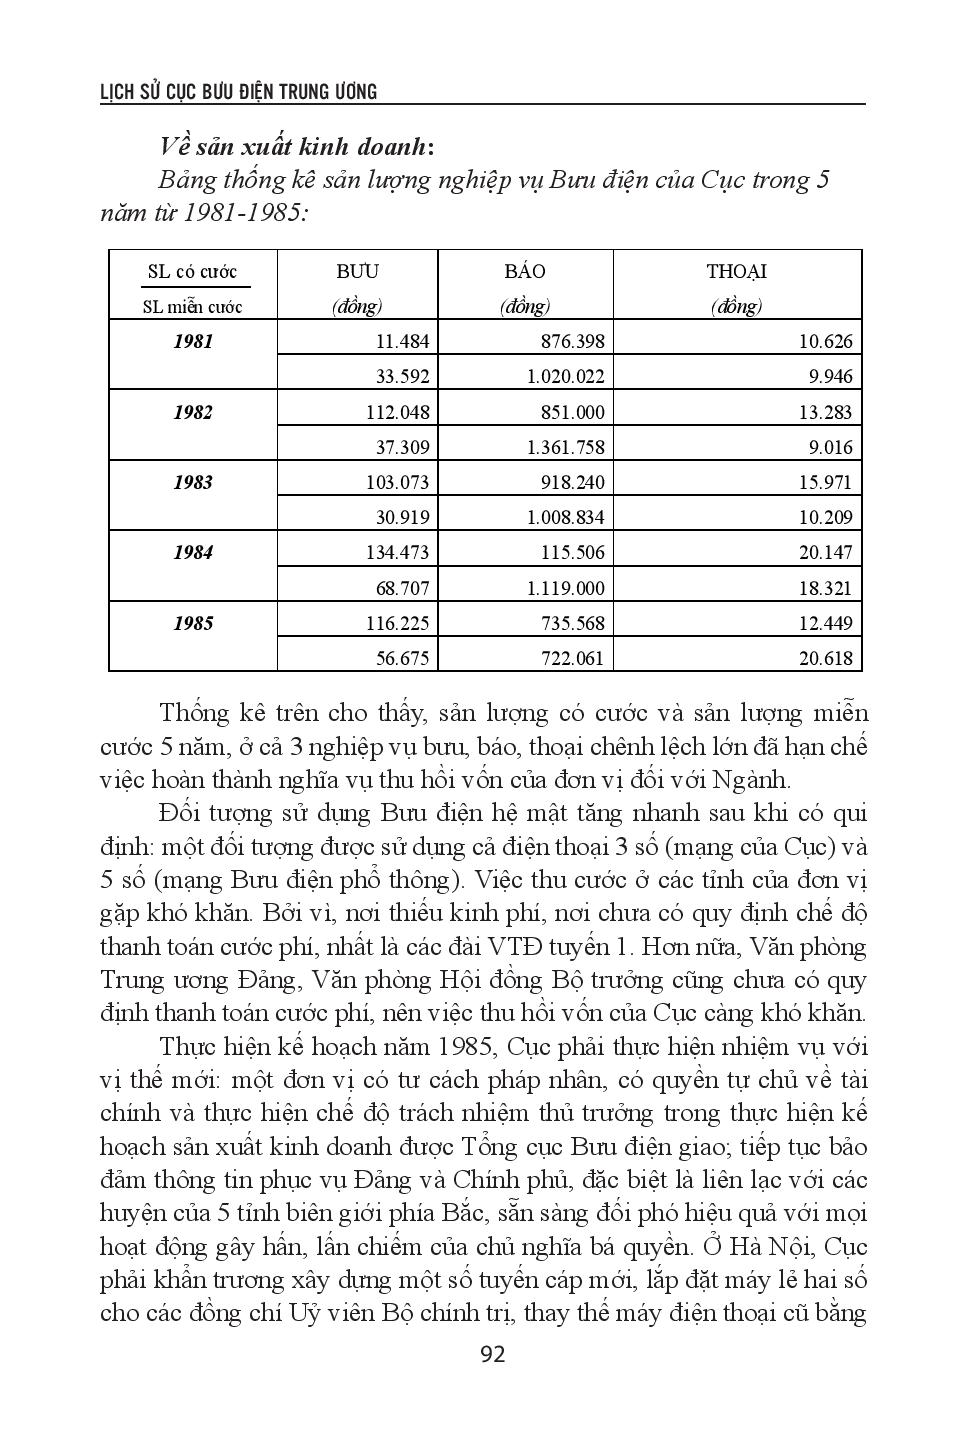 LỊCH SỬ CỤC BƯU ĐIỆN TRUNG ƯƠNG
Về sản xuất kinh doanh:
Bảng thống kê sản lượng nghiệp vụ Bưu điện của Cục trong 5
năm từ 1981-1985:
SL có cước BƯU BÁO THOẠI
SL miễn cước (đồng) (đồng) (đồng)
1981 11.484 876.398 10.626
33.592 1.020.022 9.946
1982 112.048 851.000 13.283
37.309 1.361.758 9.016
1983 103.073 918.240 15.971
30.919 1.008.834 10.209
1984 134.473 115.506 20.147
68.707 1.119.000 18.321
1985 116.225 735.568 12.449
56.675 722.061 20.618
Thống kê trên cho thấy, sản lượng có cước và sản lượng miễn
cước 5 năm, ở cả 3 nghiệp vụ bưu, báo, thoại chênh lệch lớn đã hạn chế
việc hoàn thành nghĩa vụ thu hồi vốn của đơn vị đối với Ngành.
Đối tượng sử dụng Bưu điện hệ mật tăng nhanh sau khi có qui
định: một đối tượng được sử dụng cả điện thoại 3 số (mạng của Cục) và
5 số (mạng Bưu điện phổ thông). Việc thu cước ở các tỉnh của đơn vị
gặp khó khăn. Bởi vì, nơi thiếu kinh phí, nơi chưa có quy định chế độ
thanh toán cước phí, nhất là các đài VTĐ tuyến 1. Hơn nữa, Văn phòng
Trung ương Đảng, Văn phòng Hội đồng Bộ trưởng cũng chưa có quy
định thanh toán cước phí, nên việc thu hồi vốn của Cục càng khó khăn.
Thực hiện kế hoạch năm 1985, Cục phải thực hiện nhiệm vụ với
vị thế mới: một đơn vị có tư cách pháp nhân, có quyền tự chủ về tài
chính và thực hiện chế độ trách nhiệm thủ trưởng trong thực hiện kế
hoạch sản xuất kinh doanh được Tổng cục Bưu điện giao; tiếp tục bảo
đảm thông tin phục vụ Đảng và Chính phủ, đặc biệt là liên lạc với các
huyện của 5 tỉnh biên giới phía Bắc, sẵn sàng đối phó hiệu quả với mọi
hoạt động gây hấn, lấn chiếm của chủ nghĩa bá quyền. Ở Hà Nội, Cục
phải khẩn trương xây dựng một số tuyến cáp mới, lắp đặt máy lẻ hai số
cho các đồng chí Uỷ viên Bộ chính trị, thay thế máy điện thoại cũ bằng
92